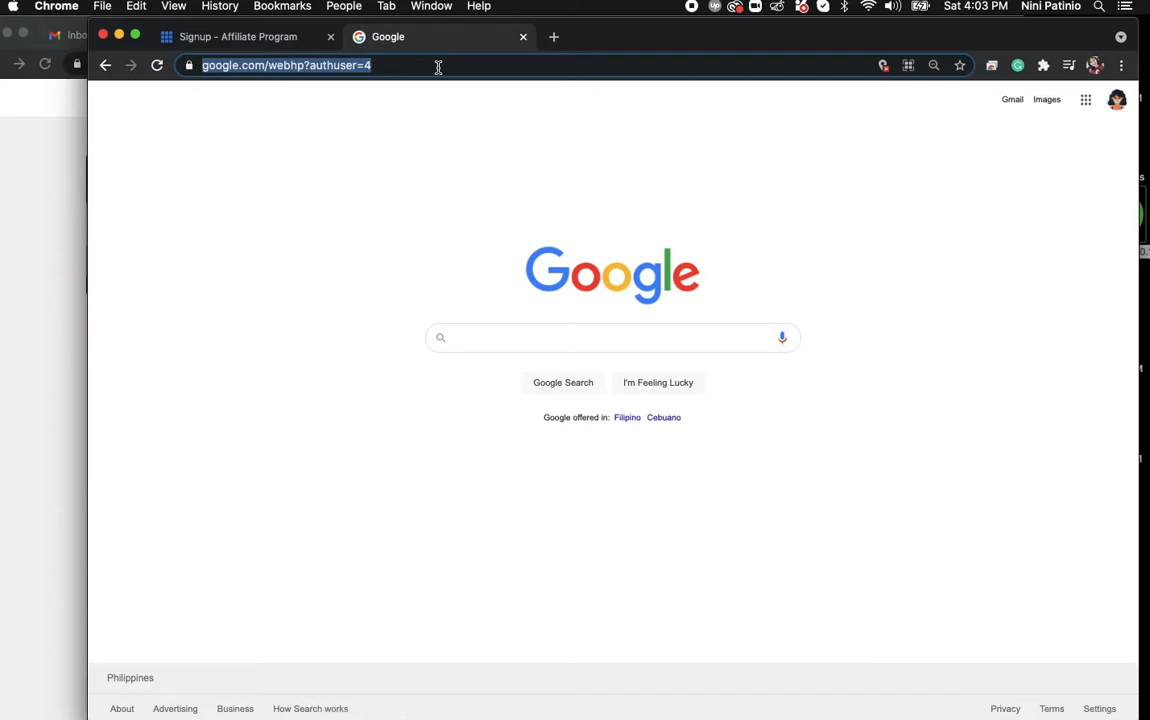 Chrome File Edit View History Bookmarks People Tab Window Help Up Sat 4:03 PM Nini Patinio
Inbo Signup - Affiliate Program Google
google.com/webhp?authuser=4
Gmail Images
Google
Google Search I'm Feeling Lucky
Google offered in: Filipino Cebuano
Philippines
About Advertising Business How Search works Privacy Terms Settings